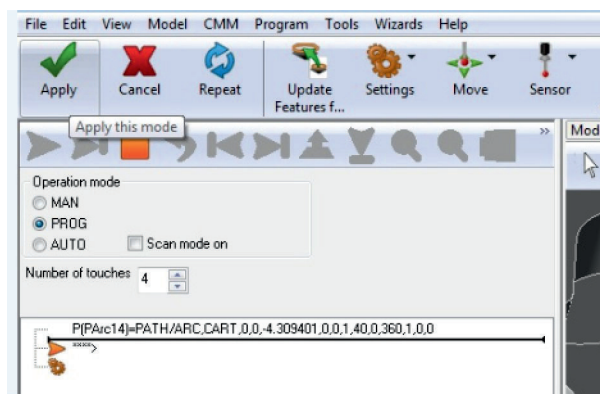 File Edit View Model CMM Program Tools Wizards Help
Apply Cancel Repeat Update Features f... Settings Move Sensor
Apply this mode
» Mod
Operation mode
MAN
PROG
AUTO Scan mode on
Number of touches 4
P(PArc14)=PATH/ARC,CART,0,0,-4.309401,0,0,1,40,0,360,1,0,0
xxxx>